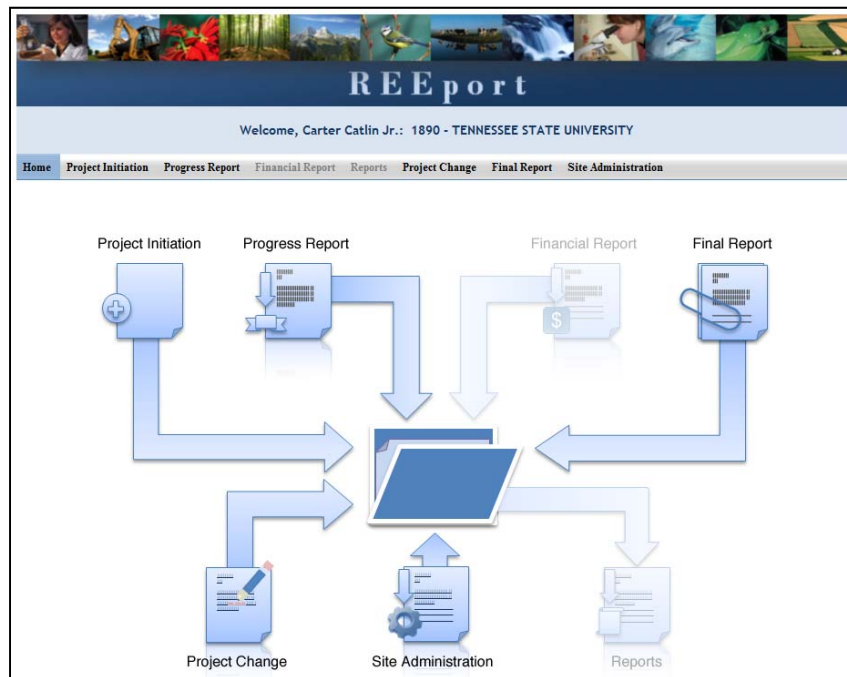 REEport
Welcome, Carter Catlin Jr.: 1890 - TENNESSEE STATE UNIVERSITY
Home Project Initiation Progress Report Financial Report Reports Project Change Final Report Site Administration
Project Initiation Progress Report Financial Report Final Report
$
Project Change Site Administration Reports